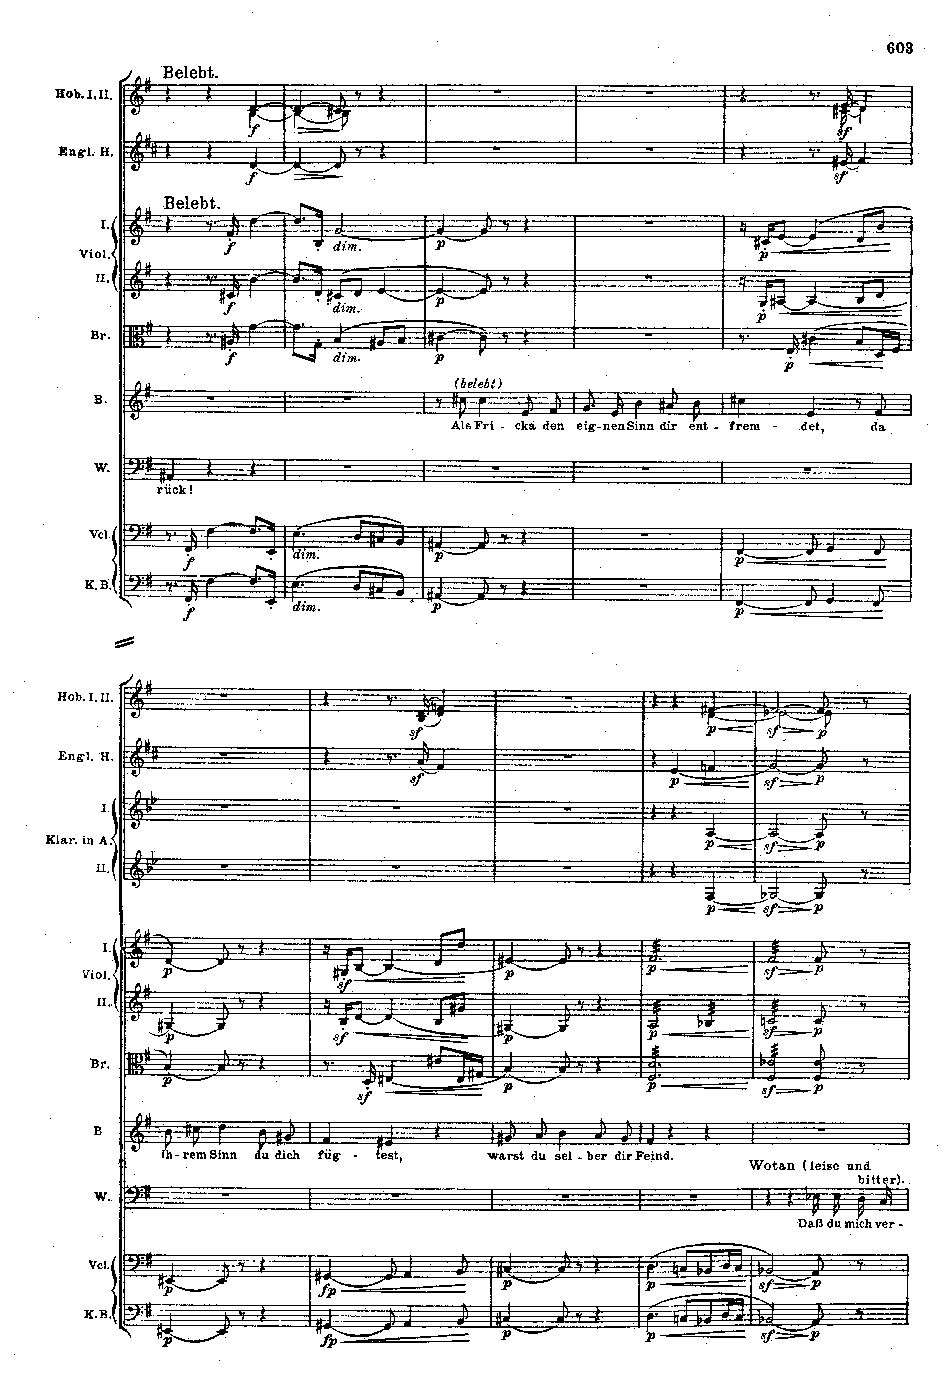 603
Belebt.
Hob. I. II.
f
Engl. H.
f
sf
sf
Belebt.
I.
Viol.
f
dim.
p
p
II.
f
dim.
p
p
Br.
f
dim.
p
p
(belebt)
B.
Als Fri - cka den eig-nen Sinn dir ent - frem - det, da
W.
rück!
Vcl.
f
dim.
p
p
K.B.
f
dim.
p
p
Hob. I. II.
sf
p
sf
p
Engl. H.
sf
p
sf
p
I.
Klar. in A.
p
sf
p
II.
p
sf
p
I.
Viol.
p
sf
p
p
sf
p
II.
p
sf
p
p
sf
p
Br.
p
sf
p
p
sf
p
B
ih-rem Sinn du dich füg - test, warst du sel - ber dir Feind.
Wotan (leise und
bitter).
W.
Daß du mich ver -
Vcl.
p
fp
p
p
sf
p
K.B.
p
fp
p
p
sf
p